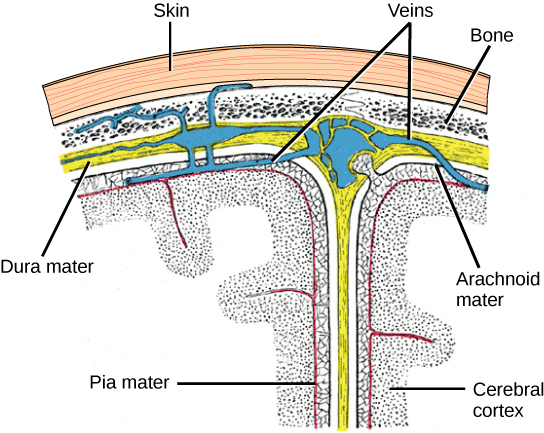 Skin
Veins
Bone
Dura mater
Arachnoid
mater
Pia mater
Cerebral
cortex